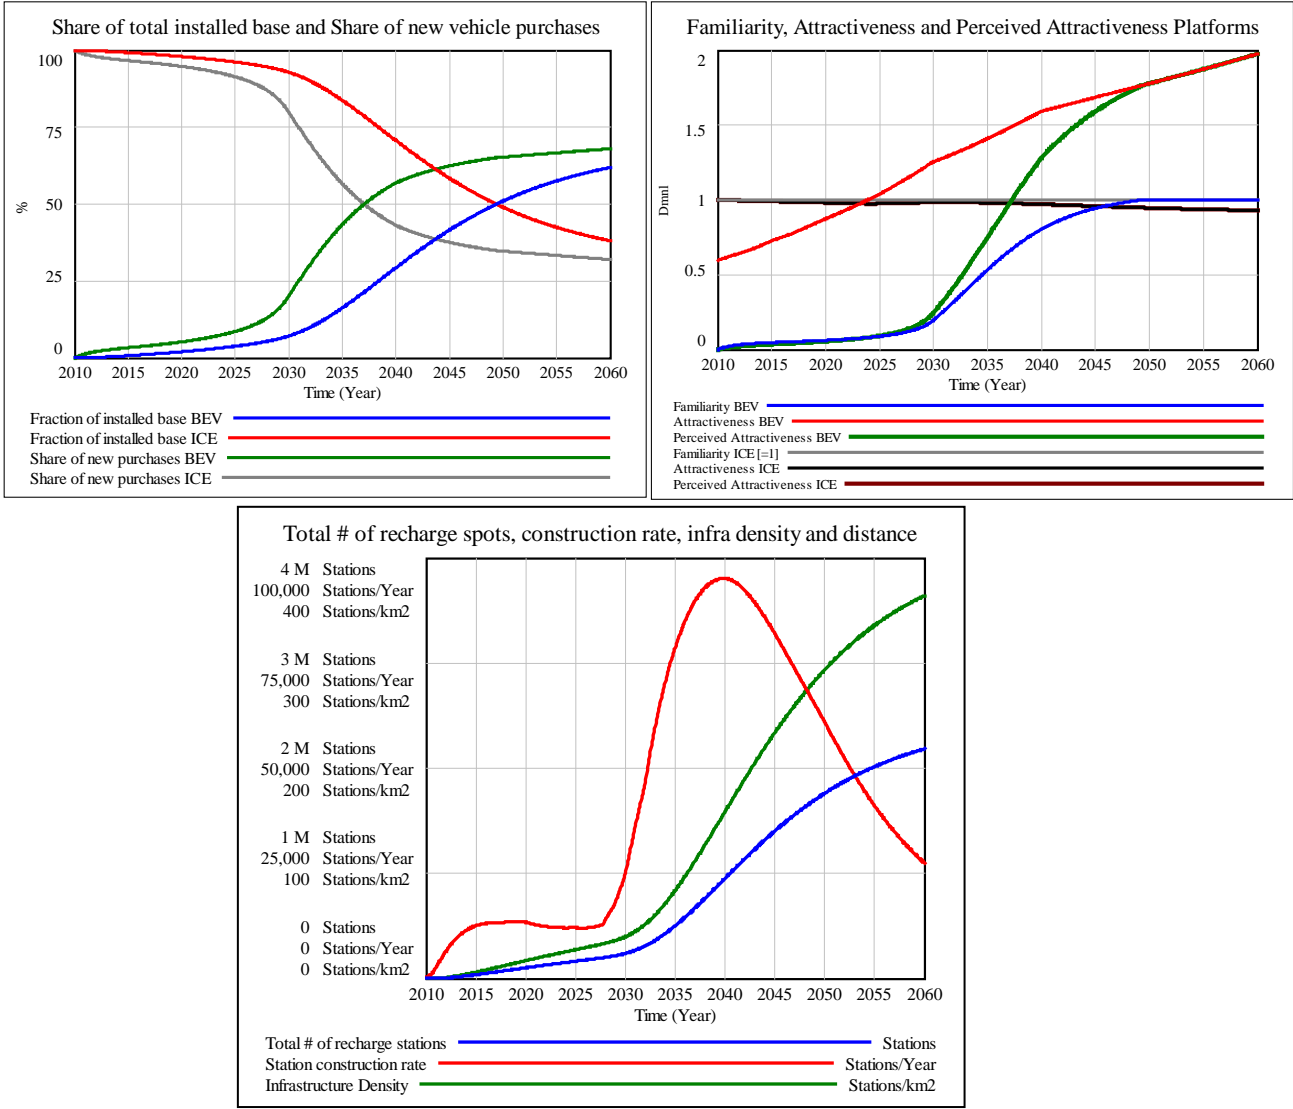 Share of total installed base and Share of new vehicle purchases
100
75
50
25
0
%
2010 2015 2020 2025 2030 2035 2040 2045 2050 2055 2060
Time (Year)
Fraction of installed base BEV
Fraction of installed base ICE
Share of new purchases BEV
Share of new purchases ICE
Familiarity, Attractiveness and Perceived Attractiveness Platforms
2
1.5
1
0.5
0
Dmnl
2010 2015 2020 2025 2030 2035 2040 2045 2050 2055 2060
Time (Year)
Familiarity BEV
Attractiveness BEV
Perceived Attractiveness BEV
Familiarity ICE [=1]
Attractiveness ICE
Perceived Attractiveness ICE
Total # of recharge spots, construction rate, infra density and distance
4 M Stations
100,000 Stations/Year
400 Stations/km2
3 M Stations
75,000 Stations/Year
300 Stations/km2
2 M Stations
50,000 Stations/Year
200 Stations/km2
1 M Stations
25,000 Stations/Year
100 Stations/km2
0 Stations
0 Stations/Year
0 Stations/km2
2010 2015 2020 2025 2030 2035 2040 2045 2050 2055 2060
Time (Year)
Total # of recharge stations Stations
Station construction rate Stations/Year
Infrastructure Density Stations/km2